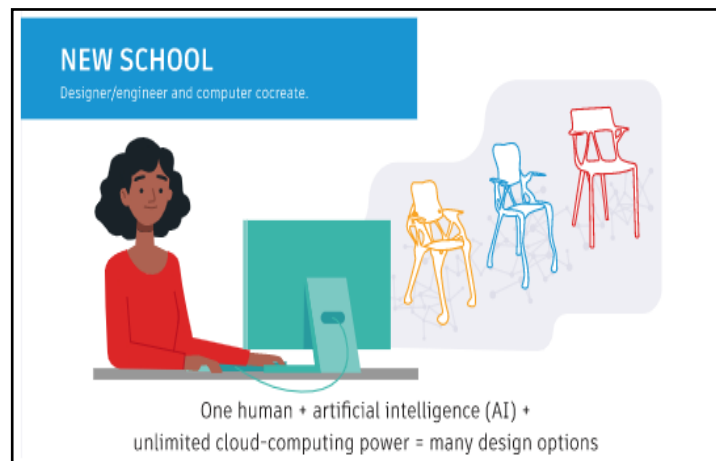 NEW SCHOOL
Designer/engineer and computer cocreate.
One human + artificial intelligence (AI) +
unlimited cloud-computing power = many design options